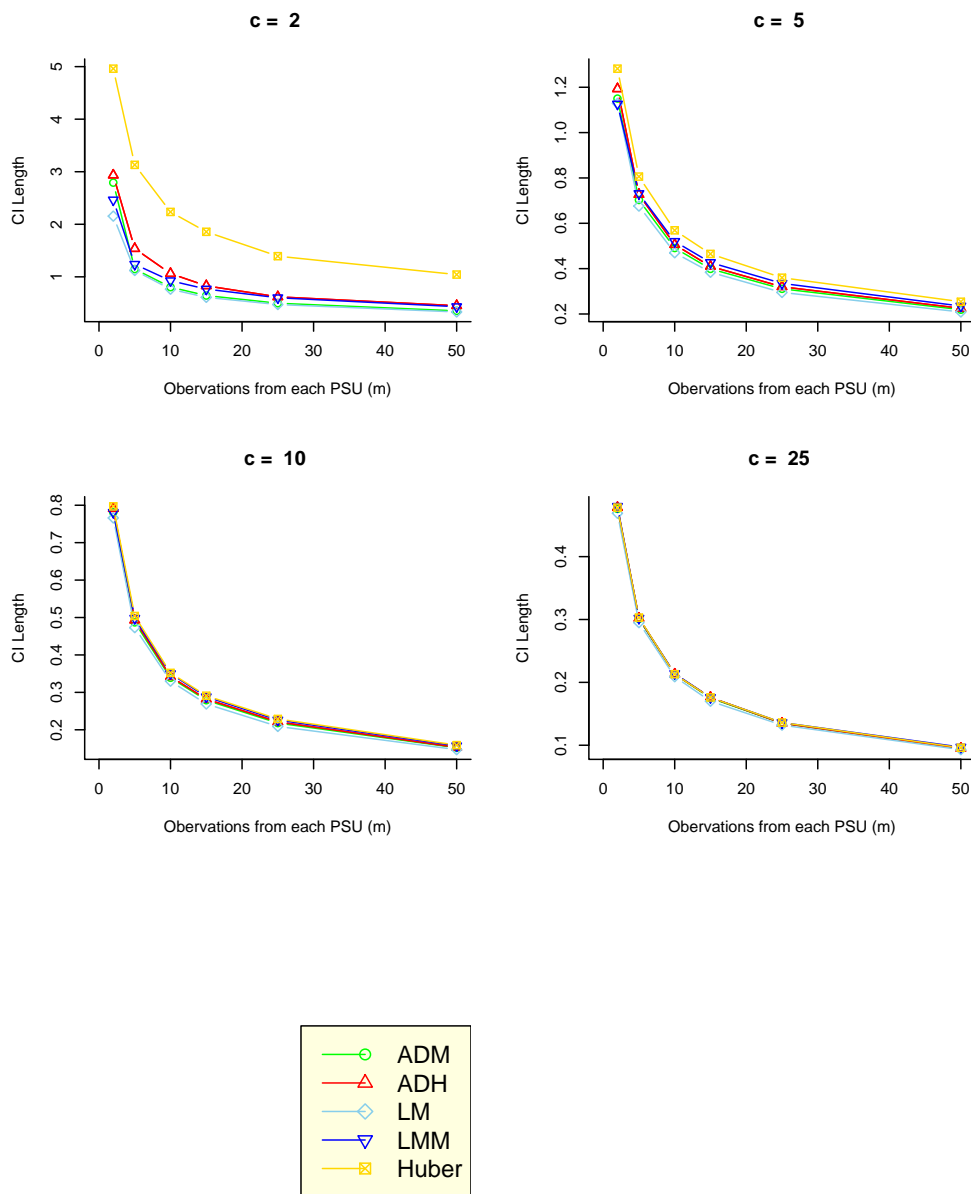 c = 2
CI Length
5
4
3
2
1
0 10 20 30 40 50
Obervations from each PSU (m)
c = 5
CI Length
1.2
1.0
0.8
0.6
0.4
0.2
0 10 20 30 40 50
Obervations from each PSU (m)
c = 10
CI Length
0.8
0.7
0.6
0.5
0.4
0.3
0.2
0 10 20 30 40 50
Obervations from each PSU (m)
c = 25
CI Length
0.4
0.3
0.2
0.1
0 10 20 30 40 50
Obervations from each PSU (m)
ADM
ADH
LM
LMM
Huber